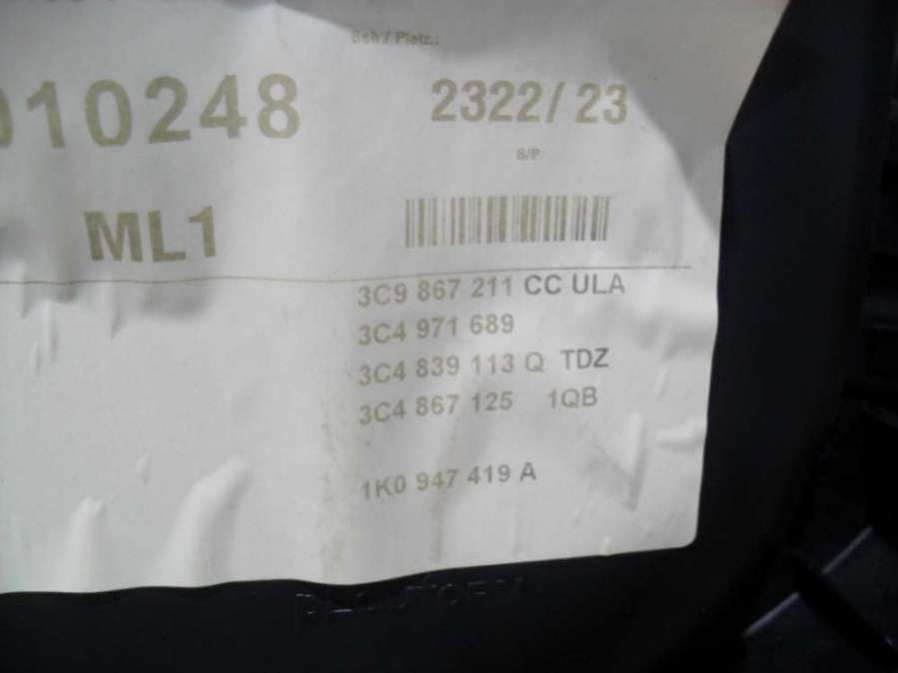 Sch / Platz.:
010248
2322/ 23
S/P
ML1
3C9 867 211 CC ULA
3C4 971 689
3C4 839 113 Q TDZ
3C4 867 125 1QB
1K0 947 419 A